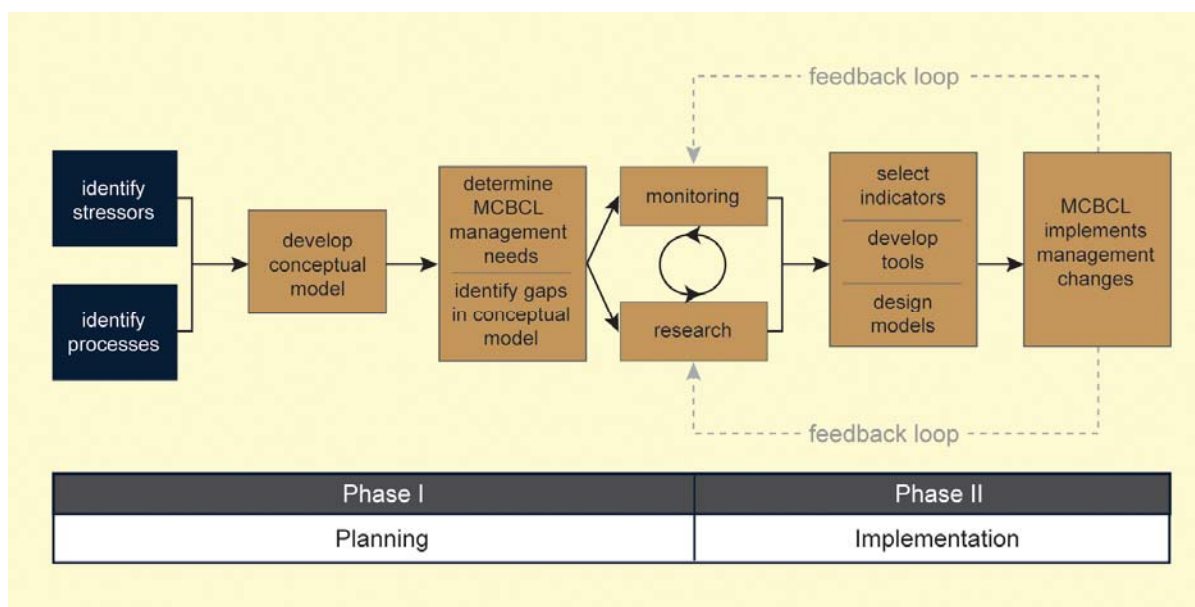 feedback loop
identify
stressors
identify
processes
develop
conceptual
model
determine
MCBCL
management
needs
identify gaps
in conceptual
model
monitoring
research
select
indicators
develop
tools
design
models
MCBCL
implements
management
changes
feedback loop
Phase I
Phase II
Planning
Implementation